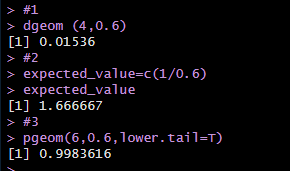 > #1
> dgeom (4,0.6)
[1] 0.01536
> #2
> expected_value=c(1/0.6)
> expected_value
[1] 1.666667
> #3
> pgeom(6,0.6,lower.tail=T)
[1] 0.9983616
>